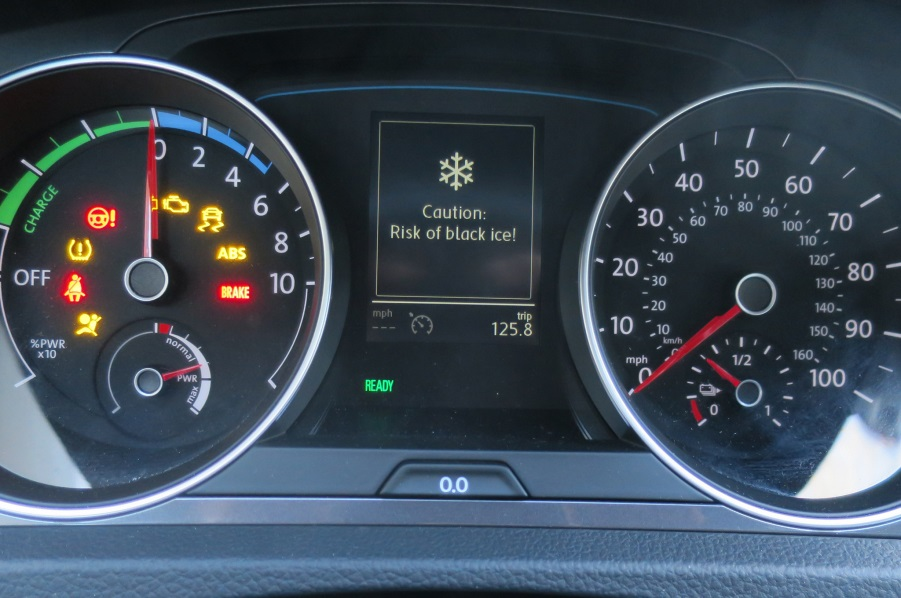 0
2
4
6
8
10
CHARGE
OFF
%PWR
x10
ABS
BRAKE
normal
PWR
max
Caution:
Risk of black ice!
mph
trip
---
125.8
READY
0.0
0
10
20
30
40
50
60
70
80
90
100
mph
km/h
0
10
20
30
40
50
60
70
80
90
100
110
120
130
140
150
160
1/2
0
1